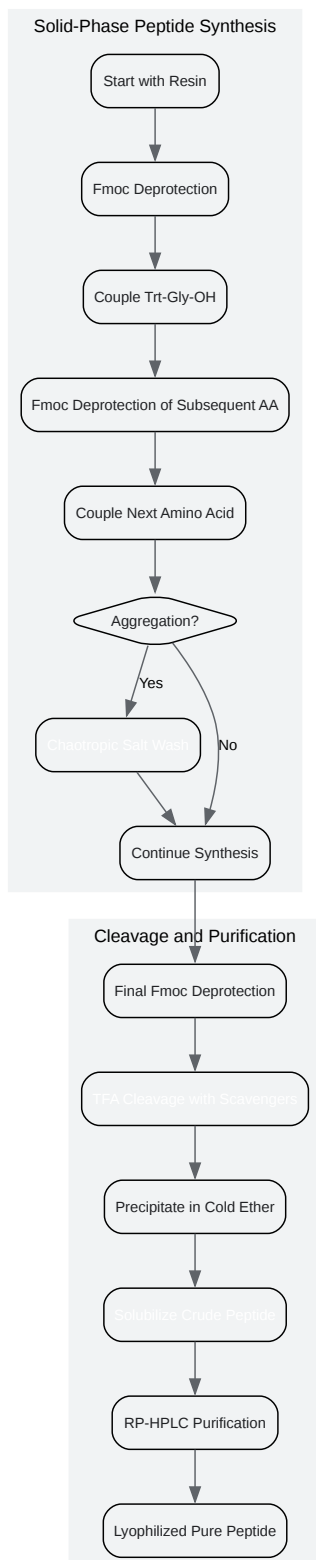 Solid-Phase Peptide Synthesis
Start with Resin
Fmoc Deprotection
Couple Trt-Gly-OH
Fmoc Deprotection of Subsequent AA
Couple Next Amino Acid
Aggregation?
Yes
Chaotropic Salt Wash
No
Continue Synthesis
Cleavage and Purification
Final Fmoc Deprotection
TFA Cleavage with Scavengers
Precipitate in Cold Ether
Solubilize Crude Peptide
RP-HPLC Purification
Lyophilized Pure Peptide